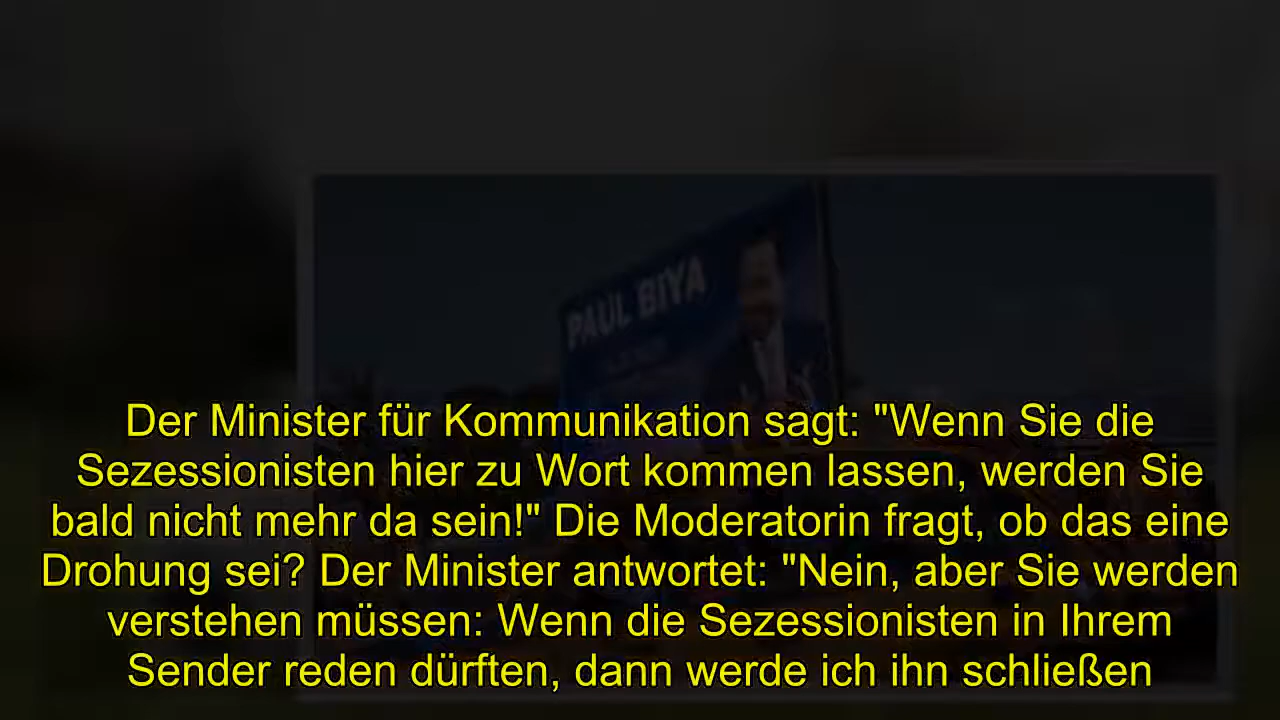 PAUL BIYA
Der Minister für Kommunikation sagt: "Wenn Sie die
Sezessionisten hier zu Wort kommen lassen, werden Sie
bald nicht mehr da sein!" Die Moderatorin fragt, ob das eine
Drohung sei? Der Minister antwortet: "Nein, aber Sie werden
verstehen müssen: Wenn die Sezessionisten in Ihrem
Sender reden dürften, dann werde ich ihn schließen